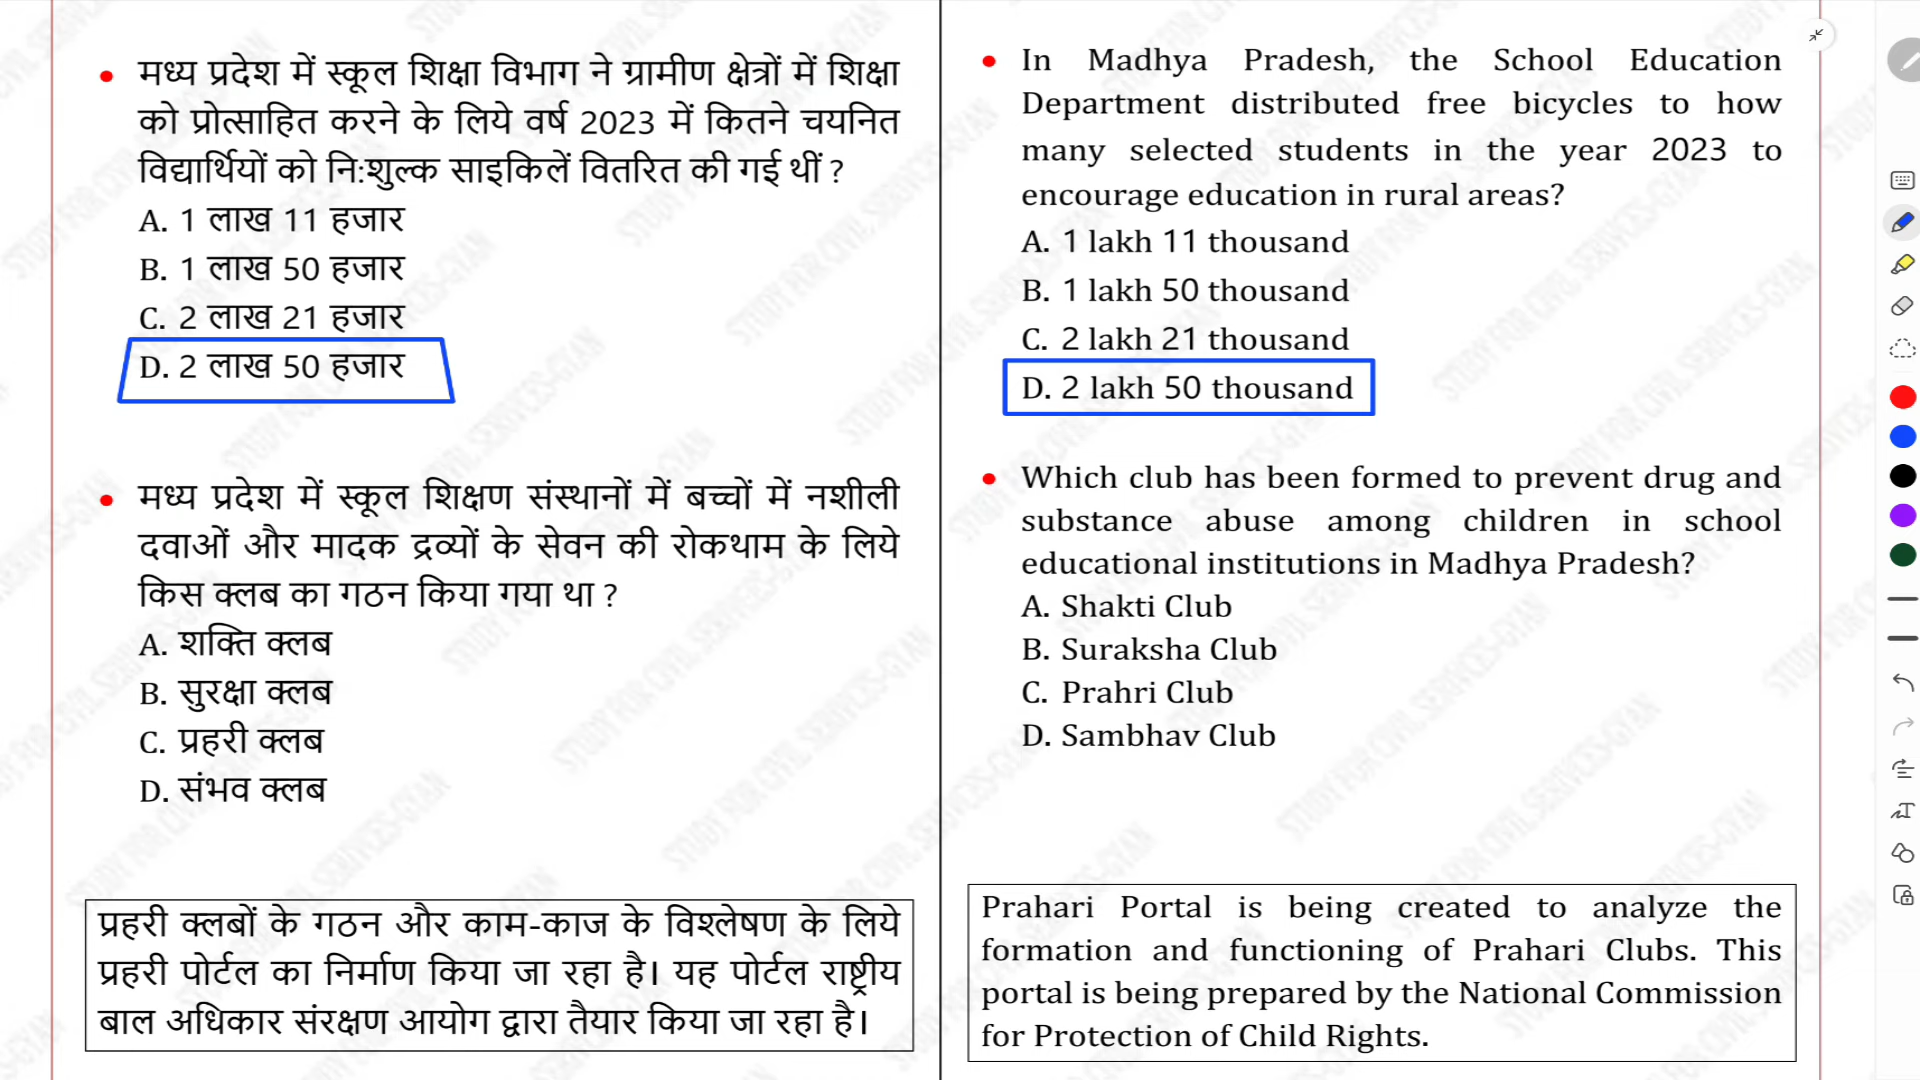 मध्य प्रदेश में स्कूल शिक्षा विभाग ने ग्रामीण क्षेत्रों में शिक्षा
को प्रोत्साहित करने के लिये वर्ष 2023 में कितने चयनित
विद्यार्थियों को नि:शुल्क साइकिलें वितरित की गई थीं ?
A. 1 लाख 11 हजार
B. 1 लाख 50 हजार
C. 2 लाख 21 हजार
D. 2 लाख 50 हजार
मध्य प्रदेश में स्कूल शिक्षण संस्थानों में बच्चों में नशीली
दवाओं और मादक द्रव्यों के सेवन की रोकथाम के लिये
किस क्लब का गठन किया गया था ?
A. शक्ति क्लब
B. सुरक्षा क्लब
C. प्रहरी क्लब
D. संभव क्लब
प्रहरी क्लबों के गठन और काम-काज के विश्लेषण के लिये
प्रहरी पोर्टल का निर्माण किया जा रहा है। यह पोर्टल राष्ट्रीय
बाल अधिकार संरक्षण आयोग द्वारा तैयार किया जा रहा है।
In Madhya Pradesh, the School Education
Department distributed free bicycles to how
many selected students in the year 2023 to
encourage education in rural areas?
A. 1 lakh 11 thousand
B. 1 lakh 50 thousand
C. 2 lakh 21 thousand
D. 2 lakh 50 thousand
Which club has been formed to prevent drug and
substance abuse among children in school
educational institutions in Madhya Pradesh?
A. Shakti Club
B. Suraksha Club
C. Prahri Club
D. Sambhav Club
Prahari Portal is being created to analyze the
formation and functioning of Prahari Clubs. This
portal is being prepared by the National Commission
for Protection of Child Rights.
STUDY FOR CIVIL SERVICES-GYAN